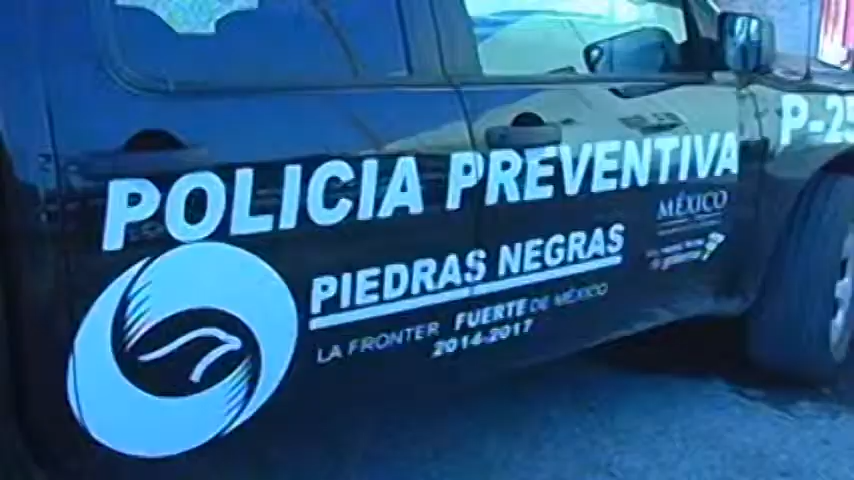 POLICIA PREVENTIVA
P-25
MÉXICO
PIEDRAS NEGRAS
LA FRONTER FUERTE DE MÉXICO
2014-2017